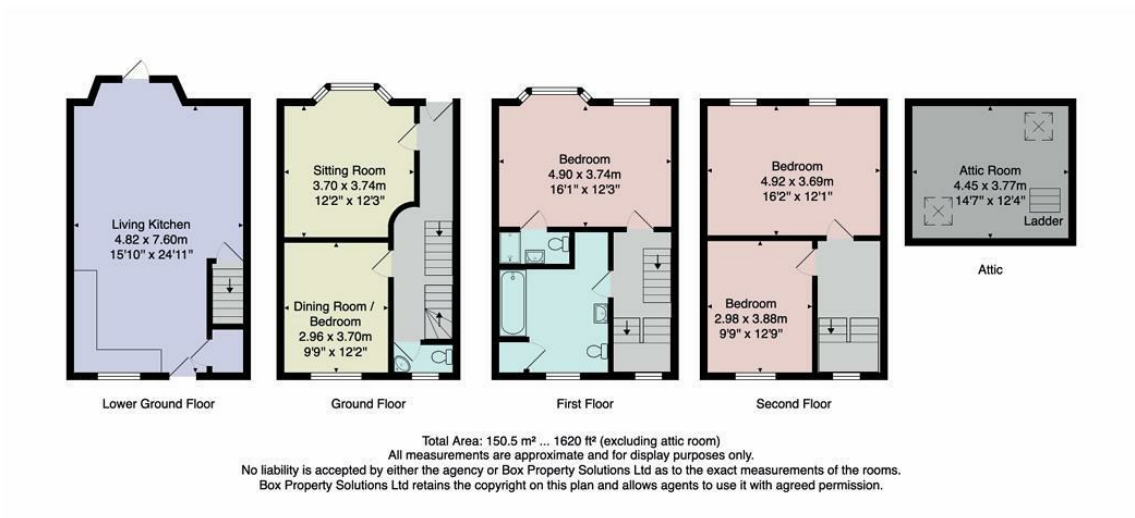 Living Kitchen
4.82 x 7.60m
15'10" x 24'11"
Lower Ground Floor
Sitting Room
3.70 x 3.74m
12'2" x 12'3"
Dining Room /
Bedroom
2.96 x 3.70m
9'9" x 12'2"
Ground Floor
Bedroom
4.90 x 3.74m
16'1" x 12'3"
First Floor
Bedroom
4.92 x 3.69m
16'2" x 12'1"
Bedroom
2.98 x 3.88m
9'9" x 12'9"
Second Floor
Attic Room
4.45 x 3.77m
14'7" x 12'4"
Ladder
Attic
Total Area: 150.5 m² ... 1620 ft² (excluding attic room)
All measurements are approximate and for display purposes only.
No liability is accepted by either the agency or Box Property Solutions Ltd as to the exact measurements of the rooms.
Box Property Solutions Ltd retains the copyright on this plan and allows agents to use it with agreed permission.